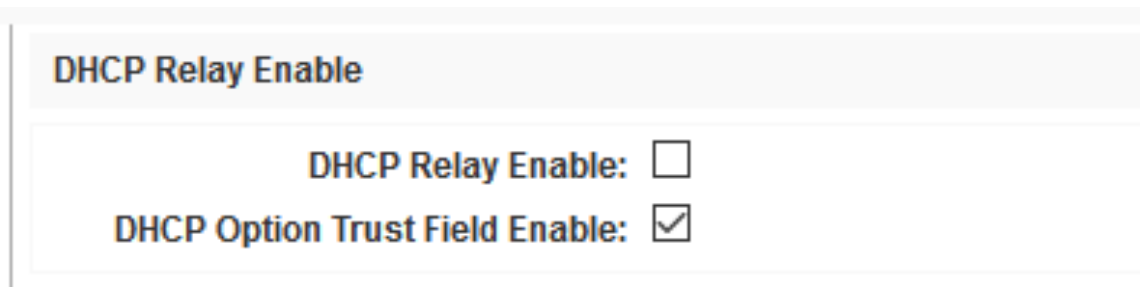 DHCP Relay Enable
DHCP Relay Enable:
DHCP Option Trust Field Enable: